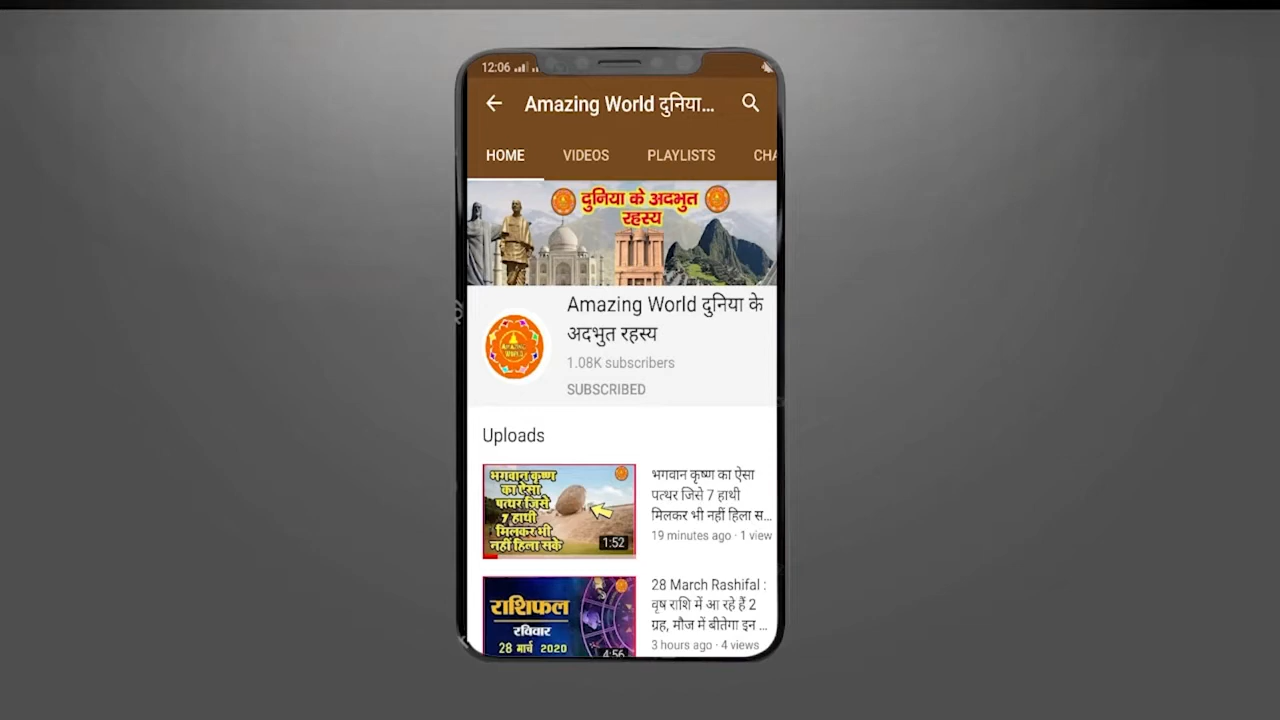 12:06
Amazing World दुनिया...
HOME VIDEOS PLAYLISTS CHA
दुनिया के अदभुत
रहस्य
Amazing World दुनिया के
अदभुत रहस्य
AMAZING
WORLD
1.08K subscribers
SUBSCRIBED
Uploads
भगवान कृष्ण
का ऐसा
पत्थर जिसे
7 हाथी
मिलकर भी
नहीं हिला सके
1:52
भगवान कृष्ण का ऐसा
पत्थर जिसे 7 हाथी
मिलकर भी नहीं हिला स...
19 minutes ago · 1 view
राशिफल
रविवार
28 मार्च 2020
4:56
28 March Rashifal :
वृष राशि में आ रहे हैं 2
ग्रह, मौज में बीतेगा इन ...
3 hours ago · 4 views